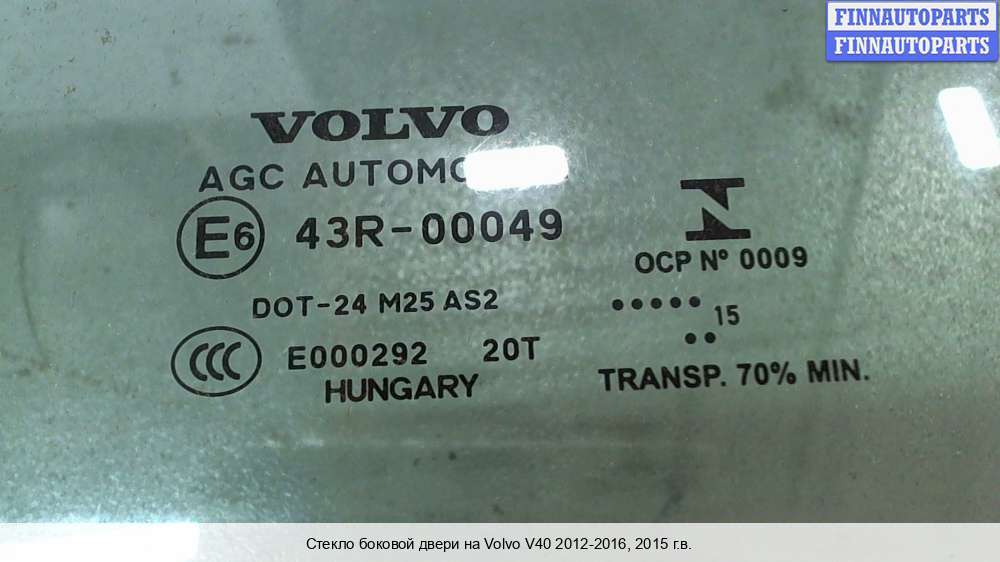 FINNAUTOPARTS
FINNAUTOPARTS
VOLVO
AGC
E6 43R-00049
OCP Nº 0009
DOT-24 M25 AS2
••••• 15
••
CCC E000292 20T
HUNGARY
TRANSP. 70% MIN.
Стекло боковой двери на Volvo V40 2012-2016, 2015 г.в.